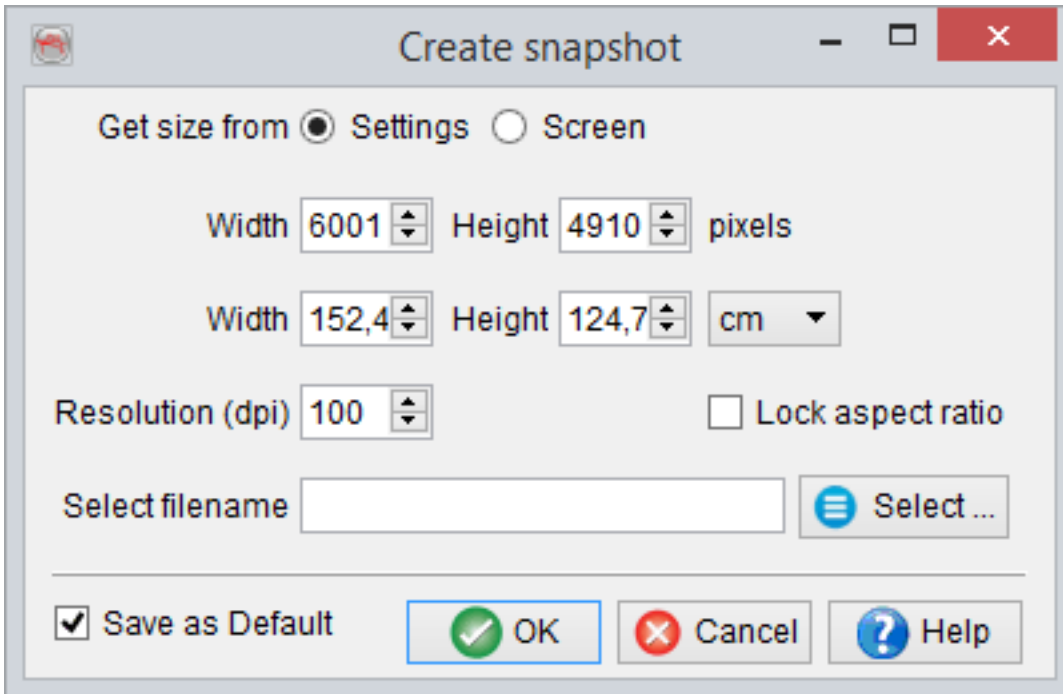 Create snapshot
Get size from Settings Screen
Width 6001 Height 4910 pixels
Width 152,4 Height 124,7 cm
Resolution (dpi) 100 Lock aspect ratio
Select filename Select ...
Save as Default OK Cancel Help